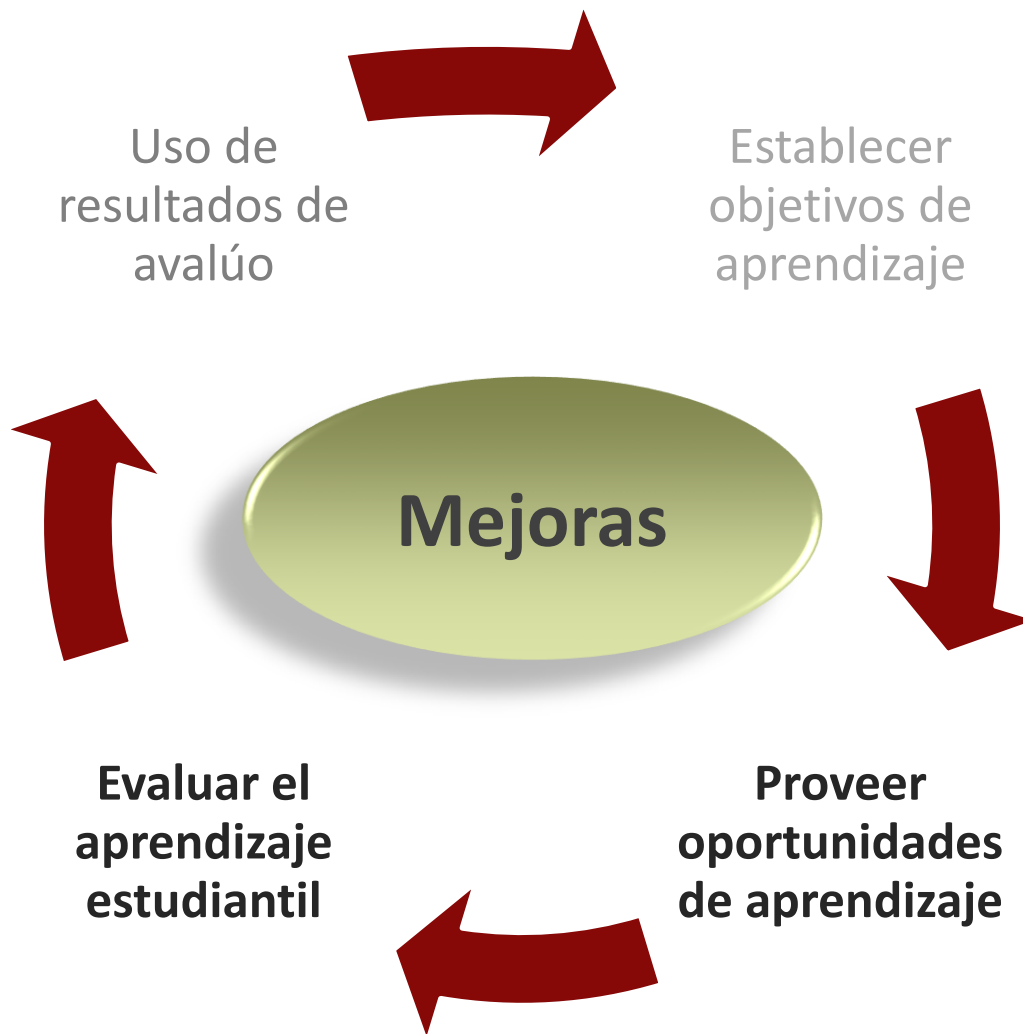 Uso de
resultados de
avalúo
Establecer
objetivos de
aprendizaje
Mejoras
Evaluar el
aprendizaje
estudiantil
Proveer
oportunidades
de aprendizaje